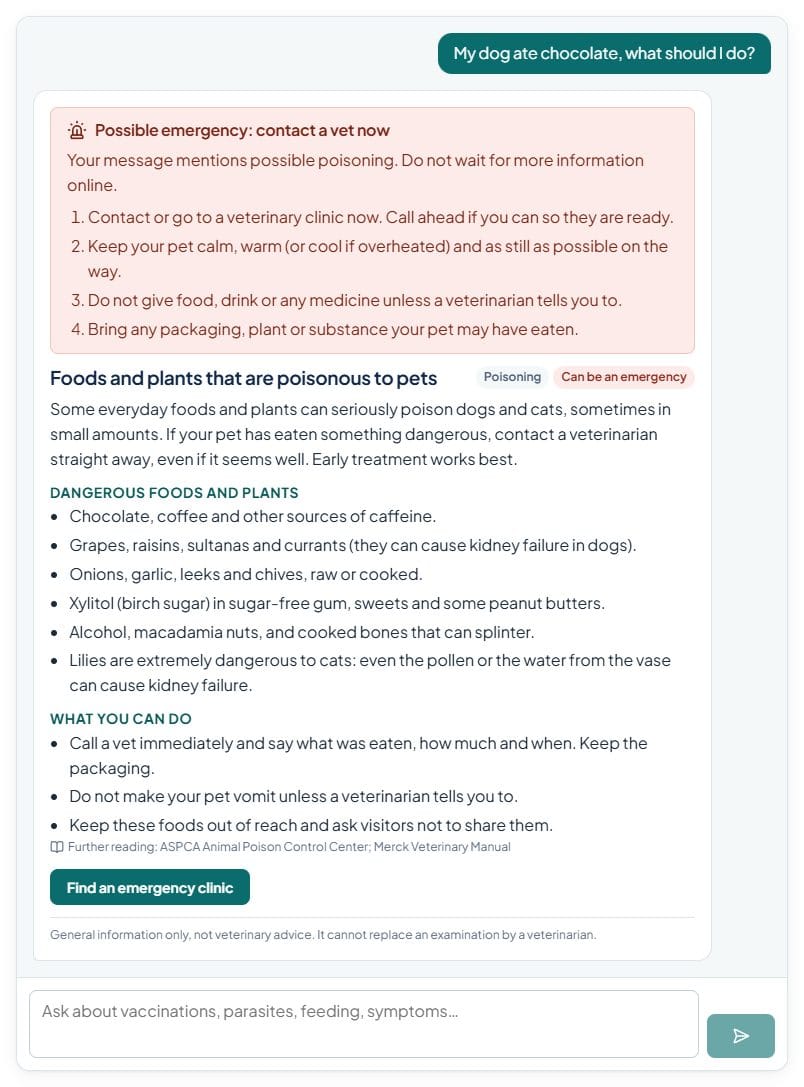 My dog ate chocolate, what should I do?
Possible emergency: contact a vet now
Your message mentions possible poisoning. Do not wait for more information
online.
1. Contact or go to a veterinary clinic now. Call ahead if you can so they are ready.
2. Keep your pet calm, warm (or cool if overheated) and as still as possible on the
way.
3. Do not give food, drink or any medicine unless a veterinarian tells you to.
4. Bring any packaging, plant or substance your pet may have eaten.
Foods and plants that are poisonous to pets Poisoning Can be an emergency
Some everyday foods and plants can seriously poison dogs and cats, sometimes in
small amounts. If your pet has eaten something dangerous, contact a veterinarian
straight away, even if it seems well. Early treatment works best.
DANGEROUS FOODS AND PLANTS
• Chocolate, coffee and other sources of caffeine.
• Grapes, raisins, sultanas and currants (they can cause kidney failure in dogs).
• Onions, garlic, leeks and chives, raw or cooked.
• Xylitol (birch sugar) in sugar-free gum, sweets and some peanut butters.
• Alcohol, macadamia nuts, and cooked bones that can splinter.
• Lilies are extremely dangerous to cats: even the pollen or the water from the vase
can cause kidney failure.
WHAT YOU CAN DO
• Call a vet immediately and say what was eaten, how much and when. Keep the
packaging.
• Do not make your pet vomit unless a veterinarian tells you to.
• Keep these foods out of reach and ask visitors not to share them.
Further reading: ASPCA Animal Poison Control Center; Merck Veterinary Manual
Find an emergency clinic
General information only, not veterinary advice. It cannot replace an examination by a veterinarian.
Ask about vaccinations, parasites, feeding, symptoms…